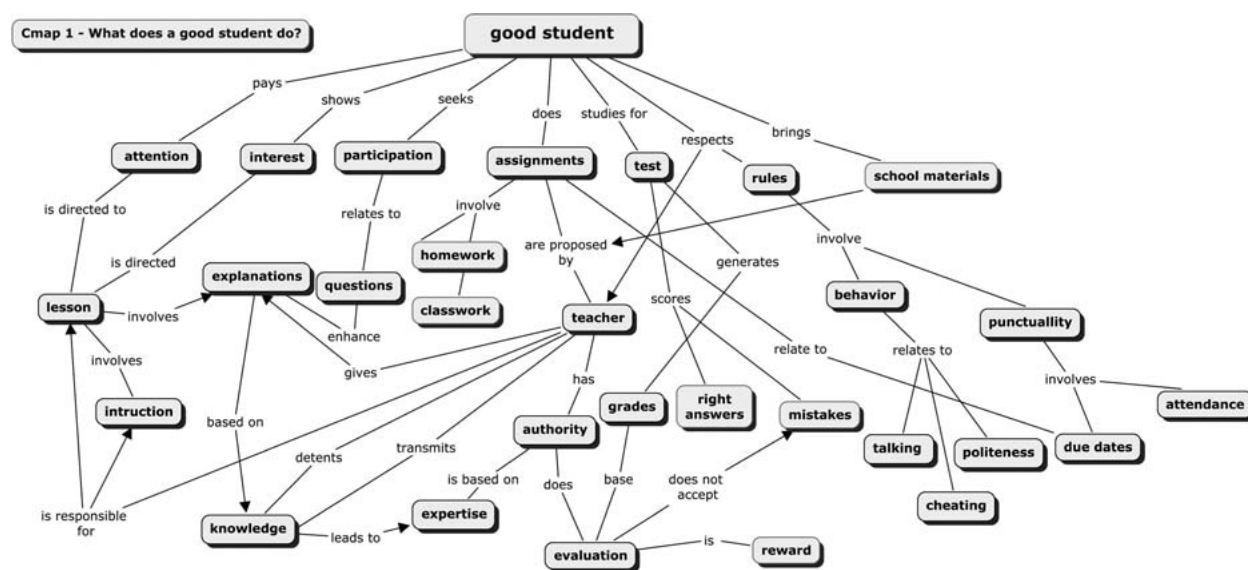 Cmap 1 - What does a good student do?
good student
pays
shows
seeks
does
studies for
respects
brings
attention
interest
participation
assignments
test
rules
school materials
is directed to
is directed
relates to
involve
are proposed
by
generates
involve
homework
classwork
explanations
questions
lesson
involves
enhance
gives
teacher
scores
behavior
punctuallity
involves
intruction
based on
detents
transmits
has
authority
grades
right
answers
mistakes
relate to
relates to
involves
attendance
talking
politeness
due dates
cheating
is responsible
for
knowledge
leads to
is based on
expertise
does
base
does not
accept
evaluation
is
reward